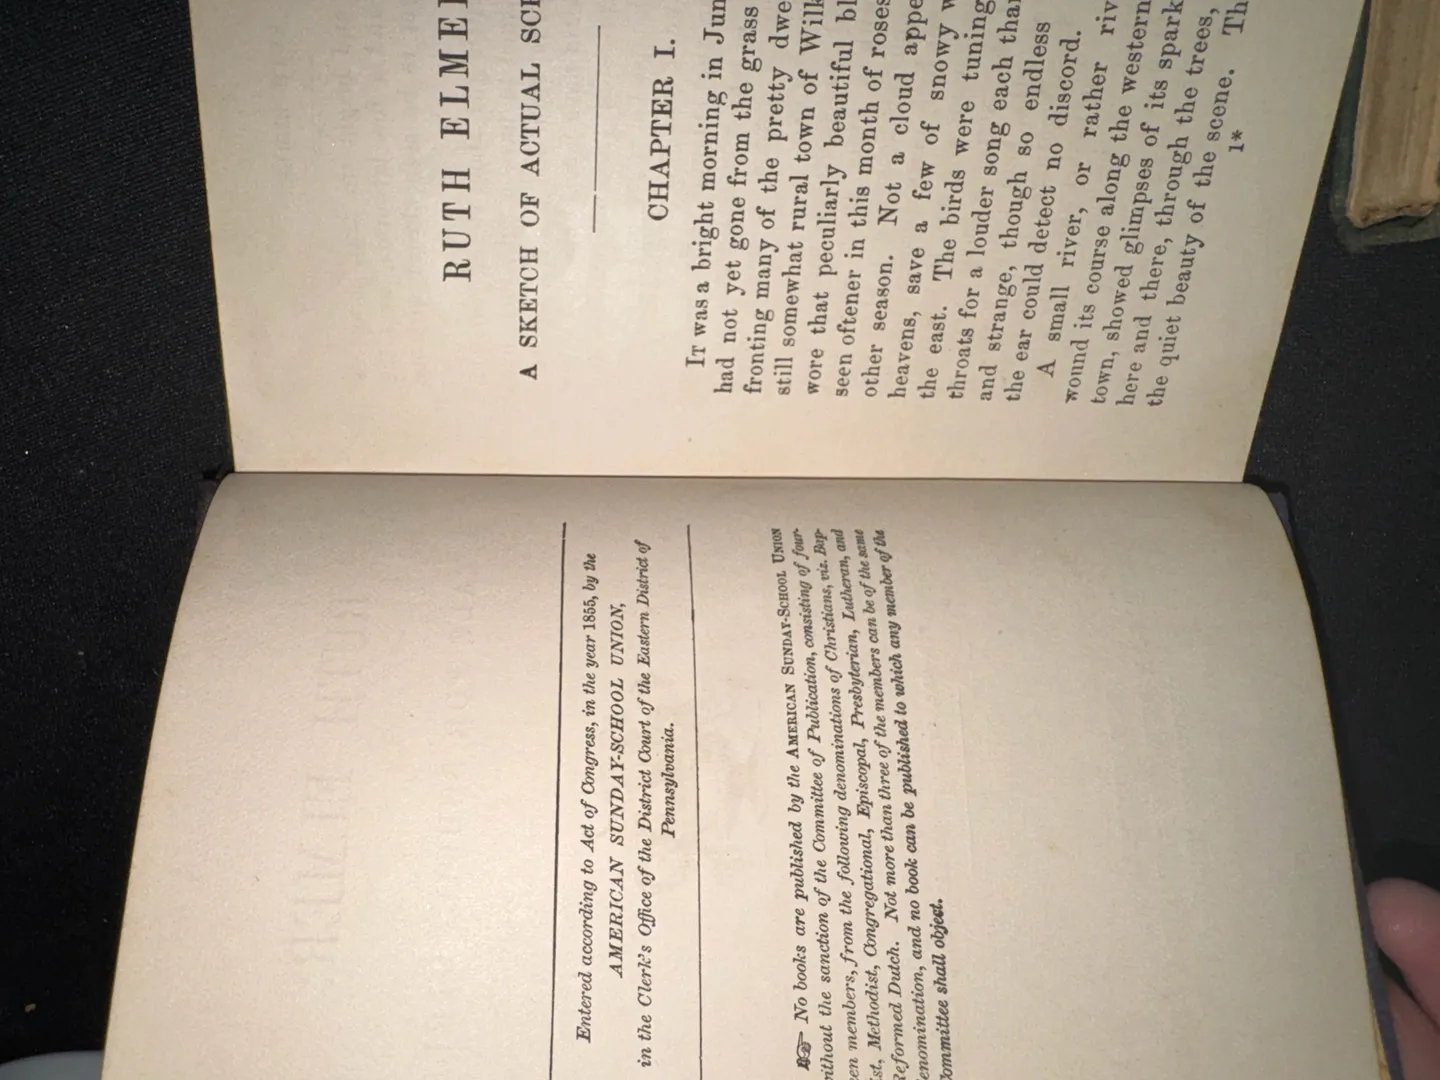 Entered according to Act of Congress, in the year 1855, by the
AMERICAN SUNDAY-SCHOOL UNION,
in the Clerk's Office of the District Court of the Eastern District of
Pennsylvania.
☞ No books are published by the AMERICAN SUNDAY-SCHOOL UNION
without the sanction of the Committee of Publication, consisting of four-
een members, from the following denominations of Christians, viz. Bap-
ist, Methodist, Congregational, Episcopal, Presbyterian, Lutheran, and
Reformed Dutch. Not more than three of the members can be of the same
enomination, and no book can be published to which any member of the
Committee shall object.
RUTH ELME
A SKETCH OF ACTUAL SC
CHAPTER I.
IT was a bright morning in Jun
had not yet gone from the grass
fronting many of the pretty dwe
still somewhat rural town of Wilk
wore that peculiarly beautiful bl
seen oftener in this month of roses
other season. Not a cloud appe
heavens, save a few of snowy w
the east. The birds were tuning
throats for a louder song each than
and strange, though so endless
the ear could detect no discord.
A small river, or rather riv
wound its course along the western
town, showed glimpses of its spark
here and there, through the trees,
the quiet beauty of the scene. Th
1*